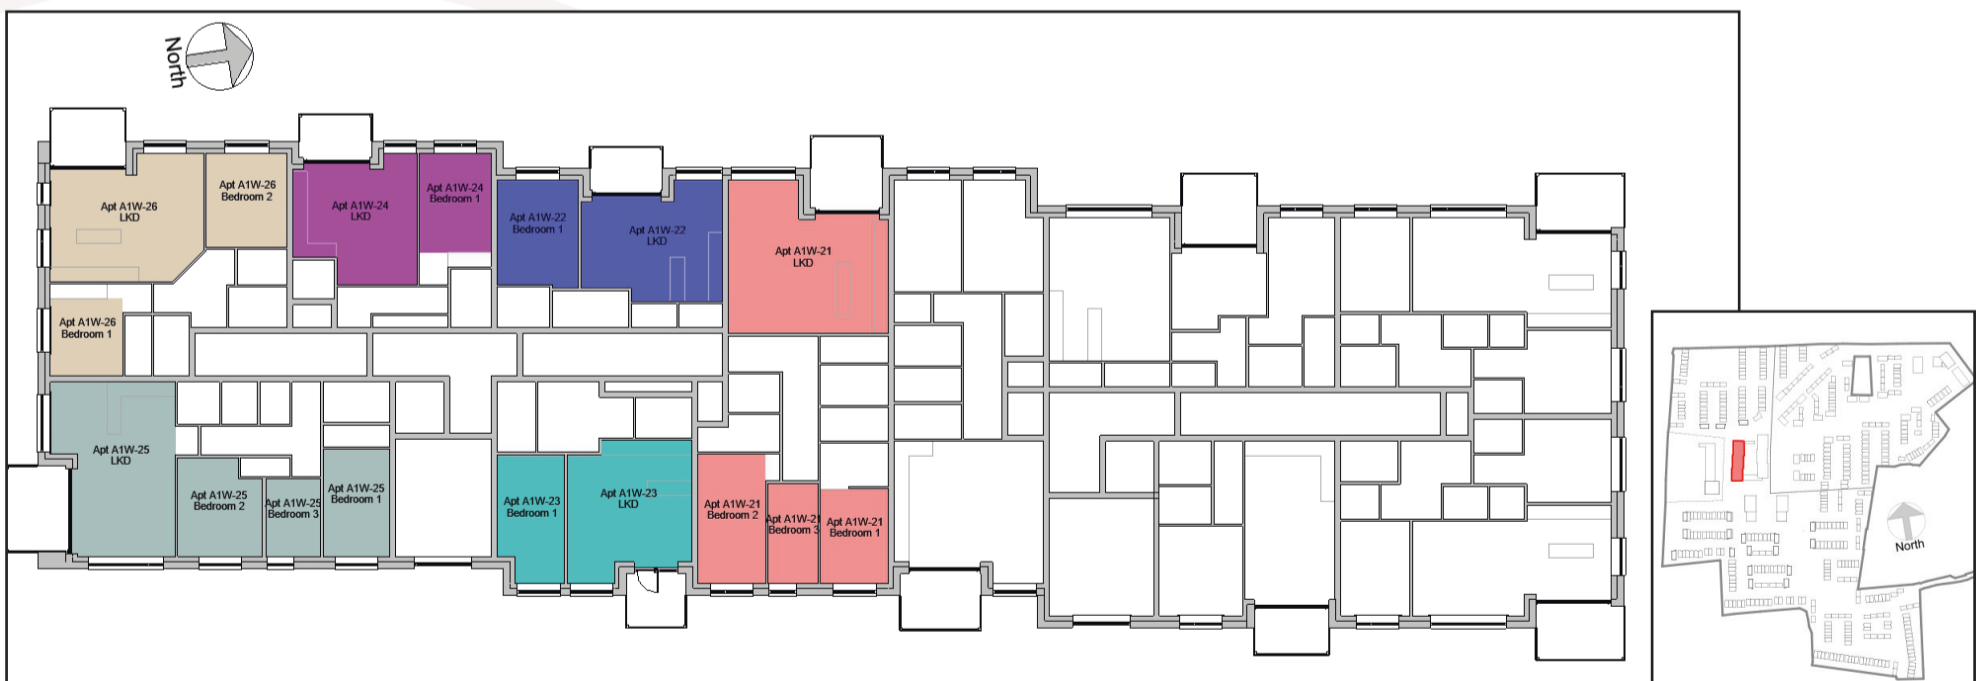 North
Apt A1W-26
LKD
Apt A1W-26
Bedroom 2
Apt A1W-24
LKD
Apt A1W-24
Bedroom 1
Apt A1W-22
Bedroom 1
Apt A1W-22
LKD
Apt A1W-21
LKD
Apt A1W-26
Bedroom 1
Apt A1W-25
LKD
Apt A1W-25
Bedroom 2
Apt A1W-25
Bedroom 3
Apt A1W-25
Bedroom 1
Apt A1W-23
Bedroom 1
Apt A1W-23
LKD
Apt A1W-21
Bedroom 2
Apt A1W-21
Bedroom 3
Apt A1W-21
Bedroom 1
North